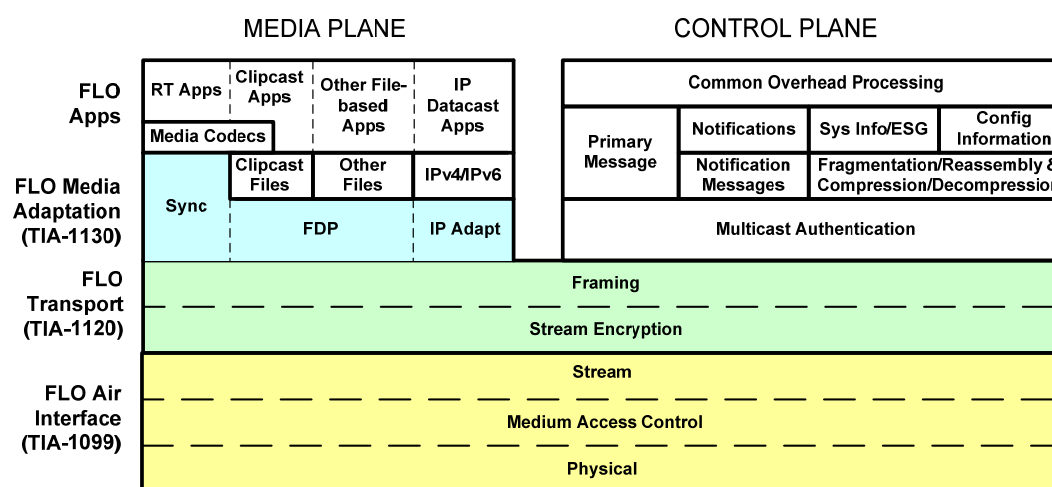 MEDIA PLANE
CONTROL PLANE
FLO
Apps
RT Apps
Clipcast
Apps
Other File-
based
Apps
IP
Datacast
Apps
Media Codecs
Common Overhead Processing
Primary
Message
Notifications
Sys Info/ESG
Config
Information
FLO Media
Adaptation
(TIA-1130)
Sync
Clipcast
Files
Other
Files
IPv4/IPv6
FDP
IP Adapt
Notification
Messages
Fragmentation/Reassembly &
Compression/Decompression
Multicast Authentication
FLO
Transport
(TIA-1120)
Framing
Stream Encryption
FLO Air
Interface
(TIA-1099)
Stream
Medium Access Control
Physical